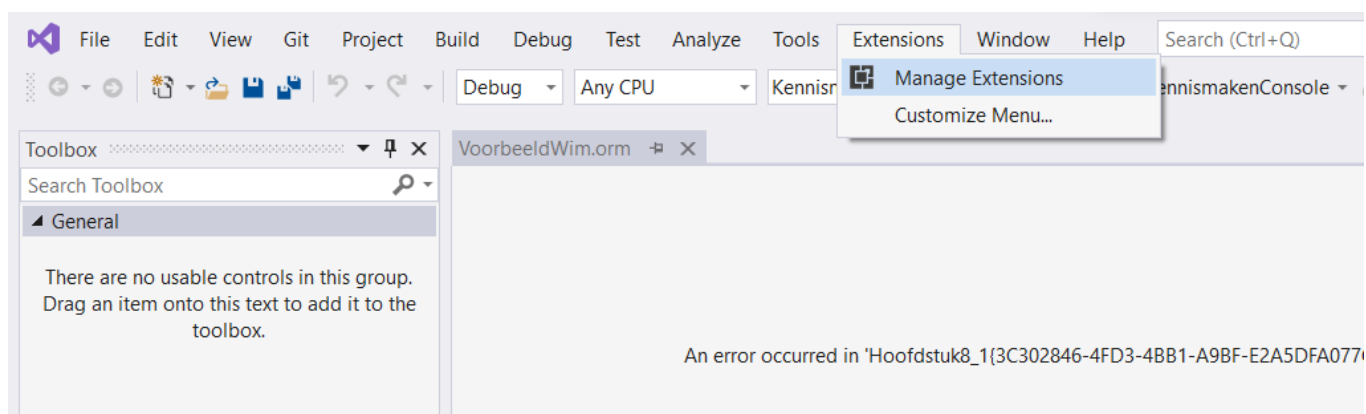 File Edit View Git Project Build Debug Test Analyze Tools Extensions Window Help Search (Ctrl+Q)
Debug Any CPU Manage Extensions
Customize Menu...
Toolbox VoorbeeldWim.orm
Search Toolbox
General
There are no usable controls in this group.
Drag an item onto this text to add it to the
toolbox.
An error occurred in 'Hoofdstuk8_1{3C302846-4FD3-4BB1-A9BF-E2A5DFA077